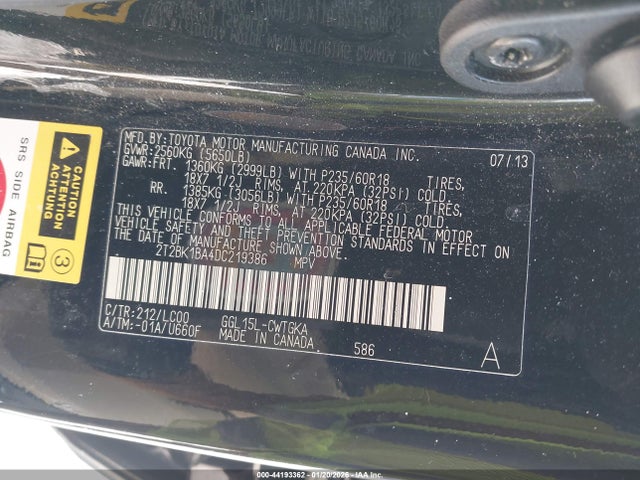 MFD.BY:TOYOTA MOTOR MANUFACTURING CANADA INC. 07/13
GVWR:2560KG (5650LB)
GAWR:FRT. 1360KG (2999LB) WITH P235/60R18 TIRES,
18X7 1/2J RIMS, AT 220KPA (32PSI) COLD.
RR. 1385KG (3056LB) WITH P235/60R18 TIRES,
18X7 1/2J RIMS, AT 220KPA (32PSI) COLD.
THIS VEHICLE CONFORMS TO ALL APPLICABLE FEDERAL MOTOR
VEHICLE SAFETY AND THEFT PREVENTION STANDARDS IN EFFECT
ON THE DATE OF MANUFACTURE SHOWN ABOVE.
2T2BK1BA4DC219386 MPV
C/TR:212/LC00 GGL15L-CWTGKA
A/TM:-01A/U660F MADE IN CANADA 586 A
SRS SIDE AIRBAG
CAUTION
ATTENTION
ACHTUNG
3
000-44193362 - 01/20/2026 - IAA Inc.